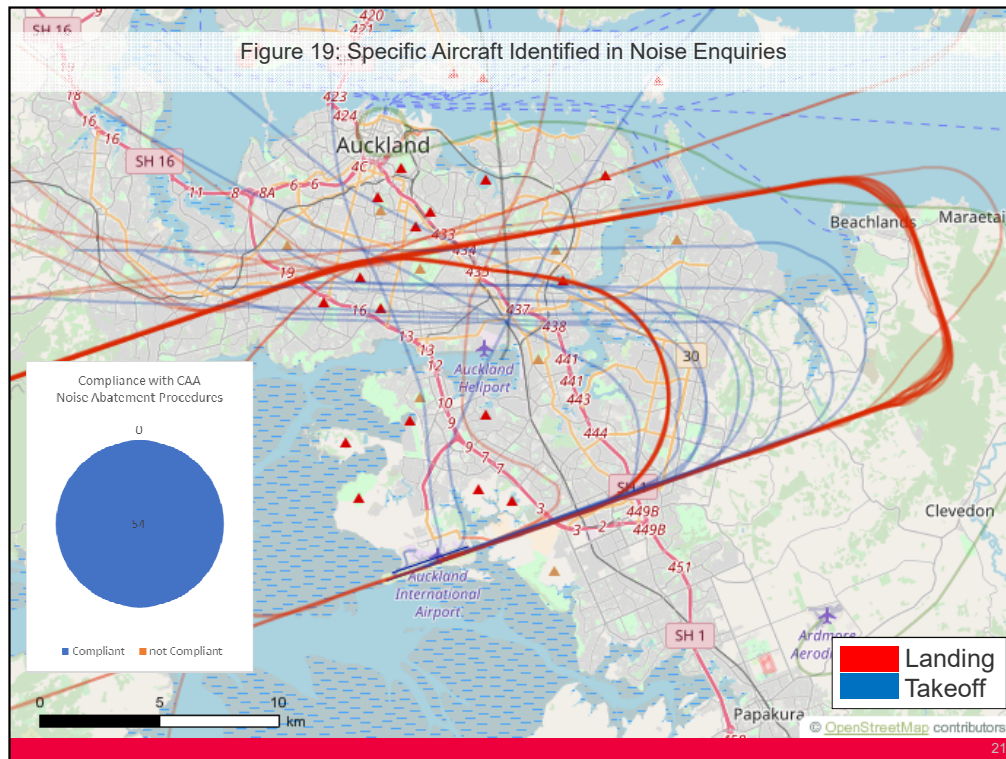 SH 16
420
421
Figure 19: Specific Aircraft Identified in Noise Enquiries
18
423
424
16
16
Auckland
SH 16
4C
11
8
8A
6
6
Beachlands
Maraetai
433
434
435
19
16
437
438
13
13
12
Auckland
Heliport
441
441
443
30
10
9
9
7
7
444
3
3
2
SH 1
449B
449B
Clevedon
451
Auckland
International
Airport
SH 1
Ardmore
Papakura
Compliance with CAA
Noise Abatement Procedures
0
54
Compliant
not Compliant
Landing
Takeoff
0
5
10
km
© OpenStreetMap contributors
21